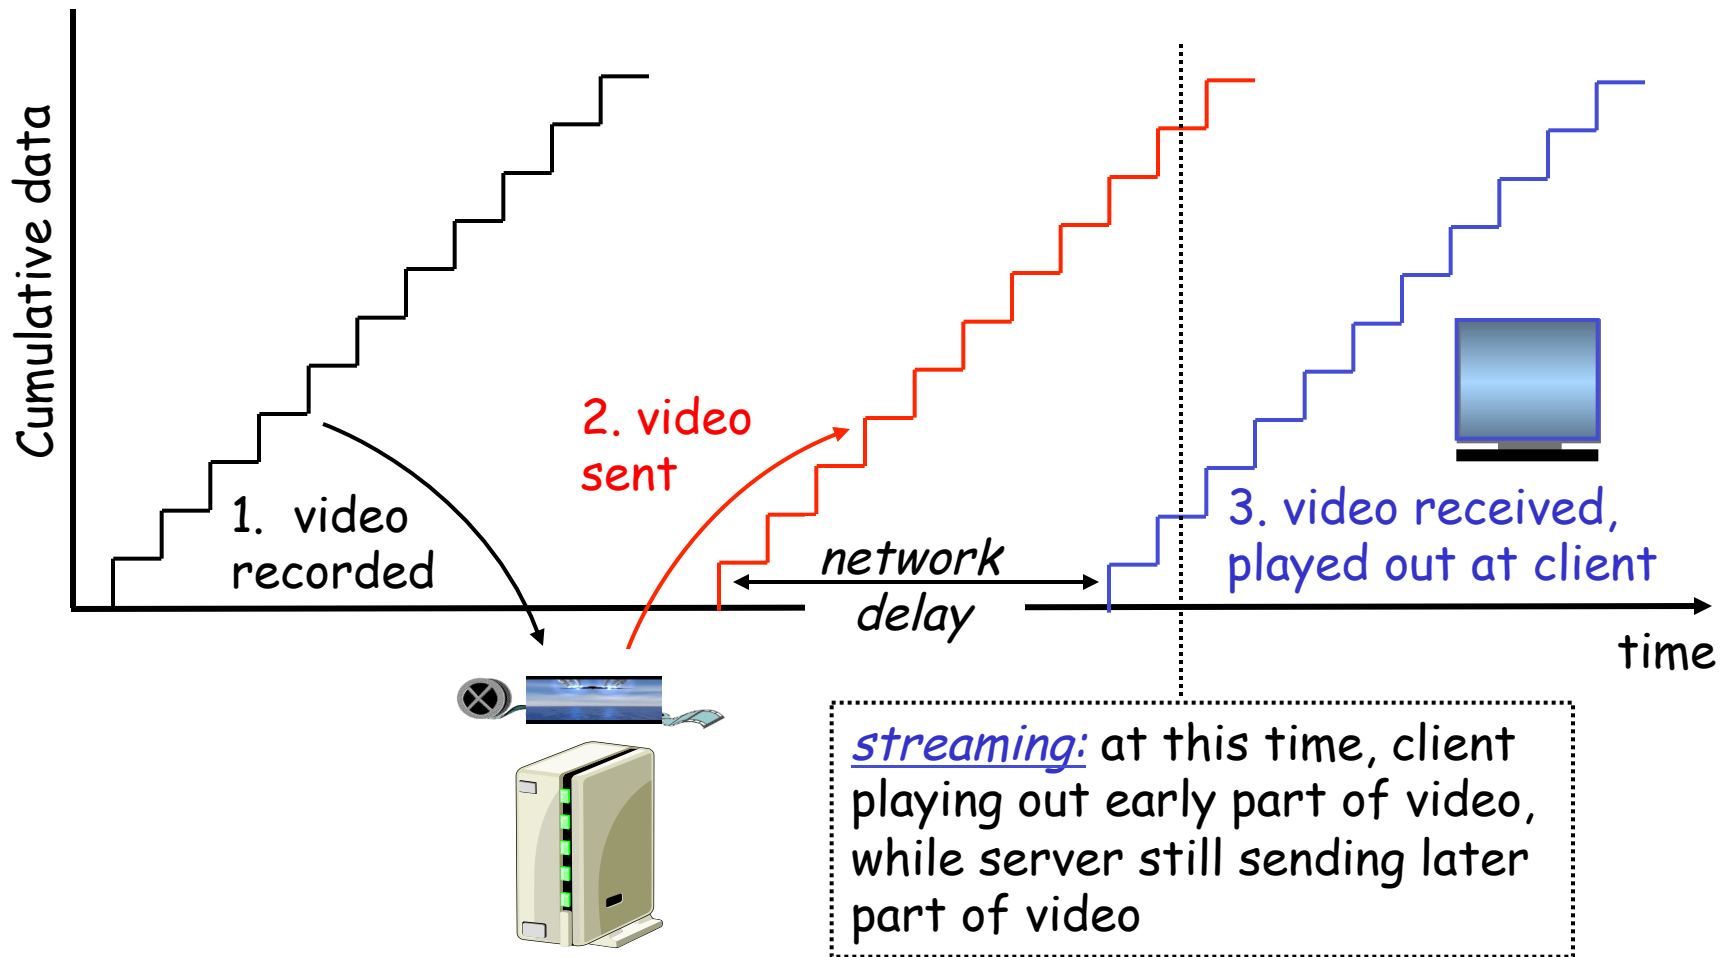 Cumulative data
1. video
recorded
2. video
sent
network
delay
3. video received,
played out at client
time
streaming: at this time, client
playing out early part of video,
while server still sending later
part of video